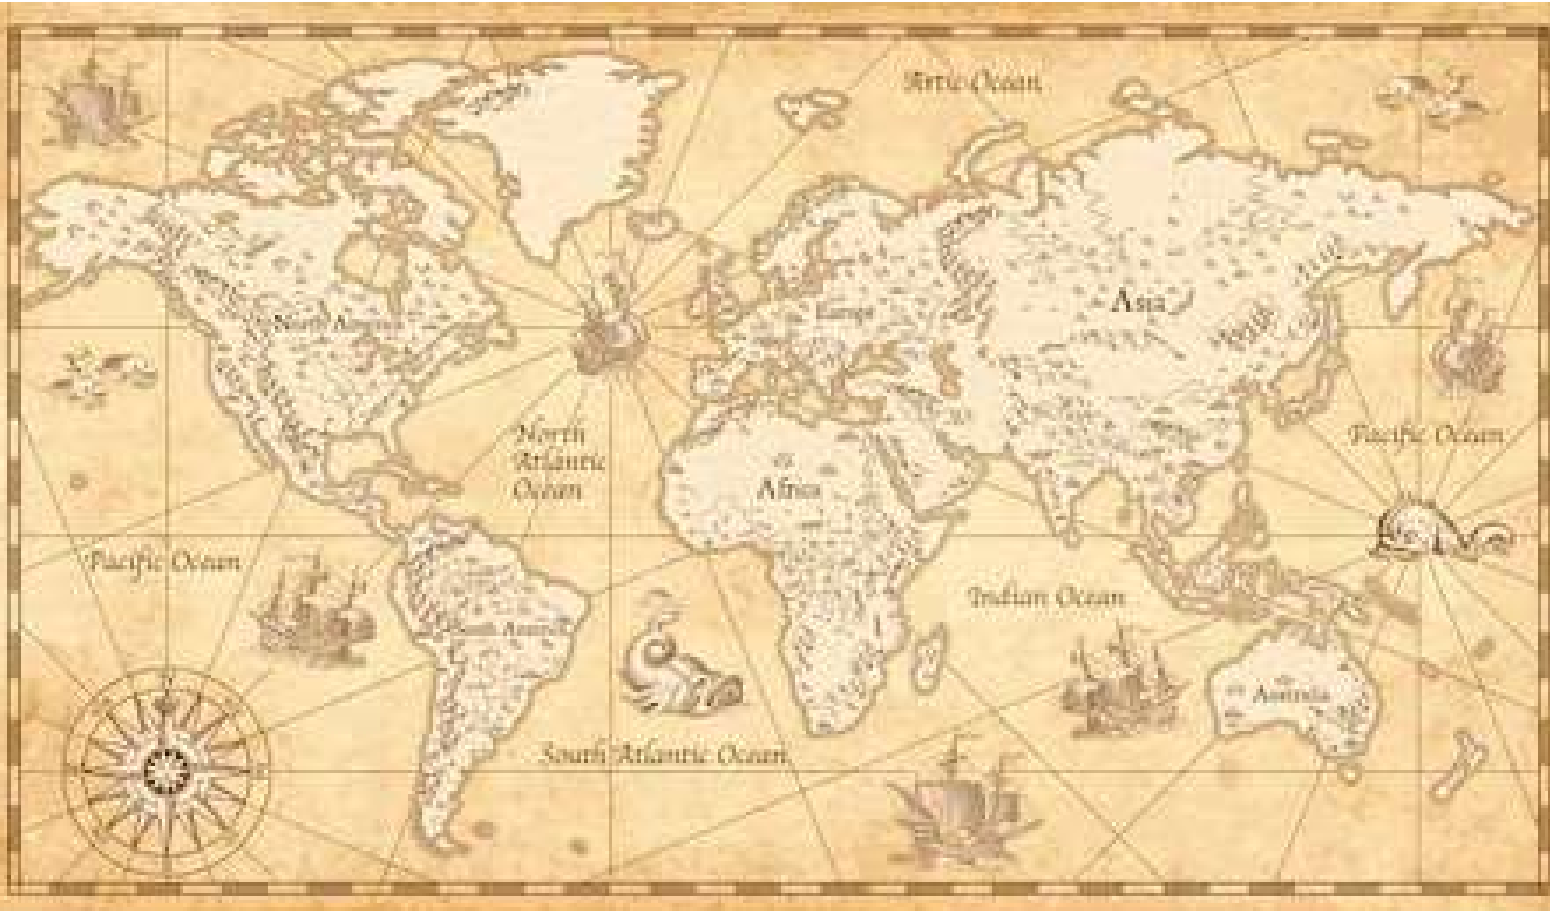 Artic Ocean
Asia
North America
Europe
North
Atlantic
Ocean
Pacific Ocean
Africa
Pacific Ocean
Indian Ocean
South America
Australia
South Atlantic Ocean